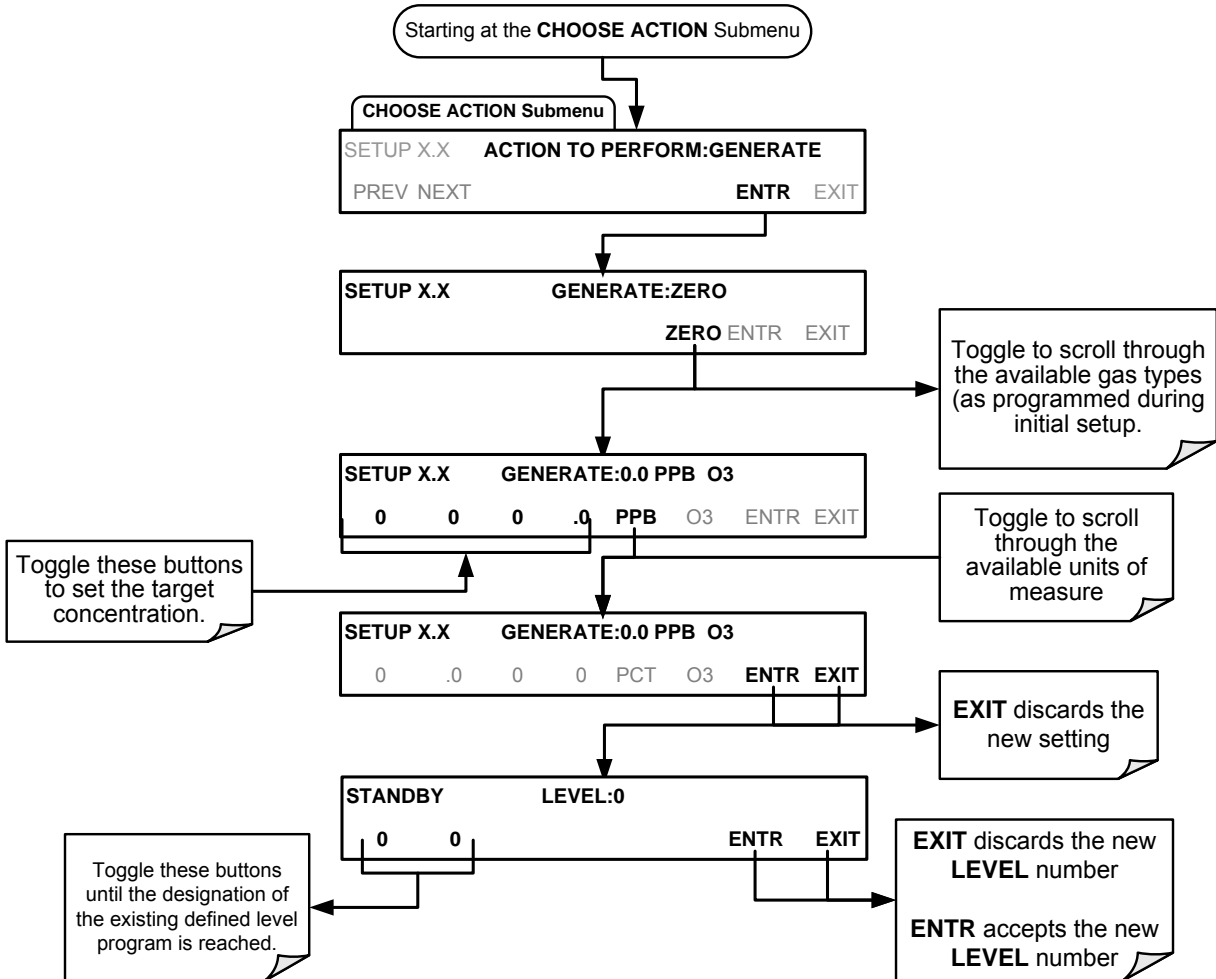 Starting at the CHOOSE ACTION Submenu
CHOOSE ACTION Submenu
SETUP X.X ACTION TO PERFORM:GENERATE
PREV NEXT ENTR EXIT
SETUP X.X GENERATE:ZERO
ZERO ENTR EXIT
Toggle to scroll through
the available gas types
(as programmed during
initial setup.
SETUP X.X GENERATE:0.0 PPB O3
0 0 0 .0 PPB O3 ENTR EXIT
Toggle these buttons
to set the target
concentration.
Toggle to scroll
through the
available units of
measure
SETUP X.X GENERATE:0.0 PPB O3
0 .0 0 0 PCT O3 ENTR EXIT
EXIT discards the
new setting
STANDBY LEVEL:0
0 0 ENTR EXIT
Toggle these buttons
until the designation of
the existing defined level
program is reached.
EXIT discards the new
LEVEL number
ENTR accepts the new
LEVEL number